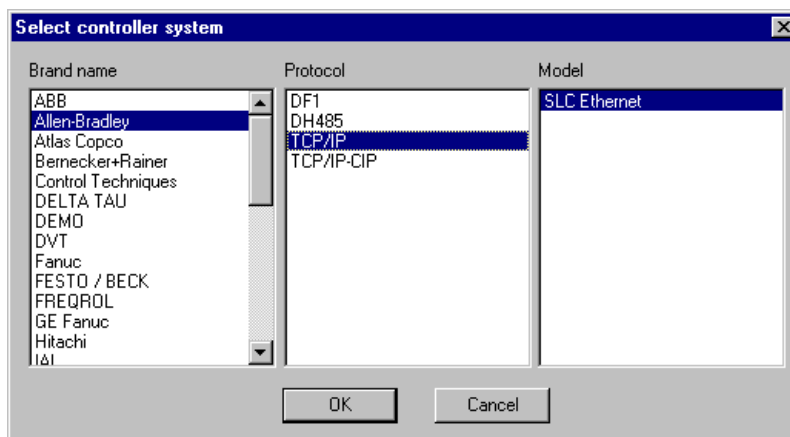 Select controller system
Brand name
ABB
Allen-Bradley
Atlas Copco
Bernecker+Rainer
Control Techniques
DELTA TAU
DEMO
DVT
Fanuc
FESTO / BECK
FREQROL
GE Fanuc
Hitachi
IAI
Protocol
DF1
DH485
TCP/IP
TCP/IP-CIP
Model
SLC Ethernet
OK
Cancel